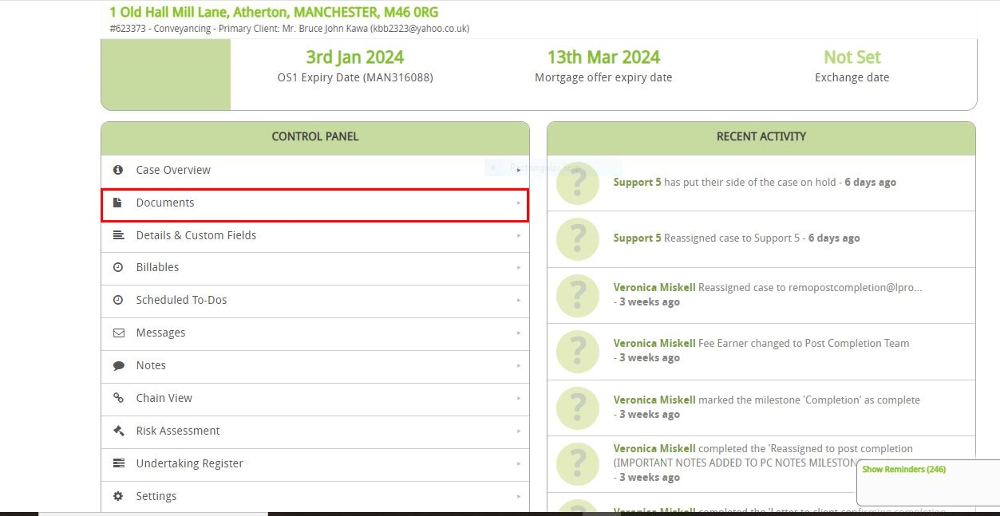 1 Old Hall Mill Lane, Atherton, MANCHESTER, M46 0RG
#623373 - Conveyancing - Primary Client: Mr. Bruce John Kawa (kbb2323@yahoo.co.uk)
3rd Jan 2024
OS1 Expiry Date (MAN316088)
13th Mar 2024
Mortgage offer expiry date
Not Set
Exchange date
CONTROL PANEL
Case Overview
Documents
Details & Custom Fields
Billables
Scheduled To-Dos
Messages
Notes
Chain View
Risk Assessment
Undertaking Register
Settings
RECENT ACTIVITY
Rectangular Snip
? Support 5 has put their side of the case on hold - 6 days ago
? Support 5 Reassigned case to Support 5 - 6 days ago
? Veronica Miskell Reassigned case to remopostcompletion@lpro...
- 3 weeks ago
? Veronica Miskell Fee Earner changed to Post Completion Team
- 3 weeks ago
? Veronica Miskell marked the milestone 'Completion' as complete
- 3 weeks ago
? Veronica Miskell completed the 'Reassigned to post completion
(IMPORTANT NOTES ADDED TO PC NOTES MILESTON
- 3 weeks ago
Veronica Miskell completed the 'Letter to client confirming completion
Show Reminders (246)